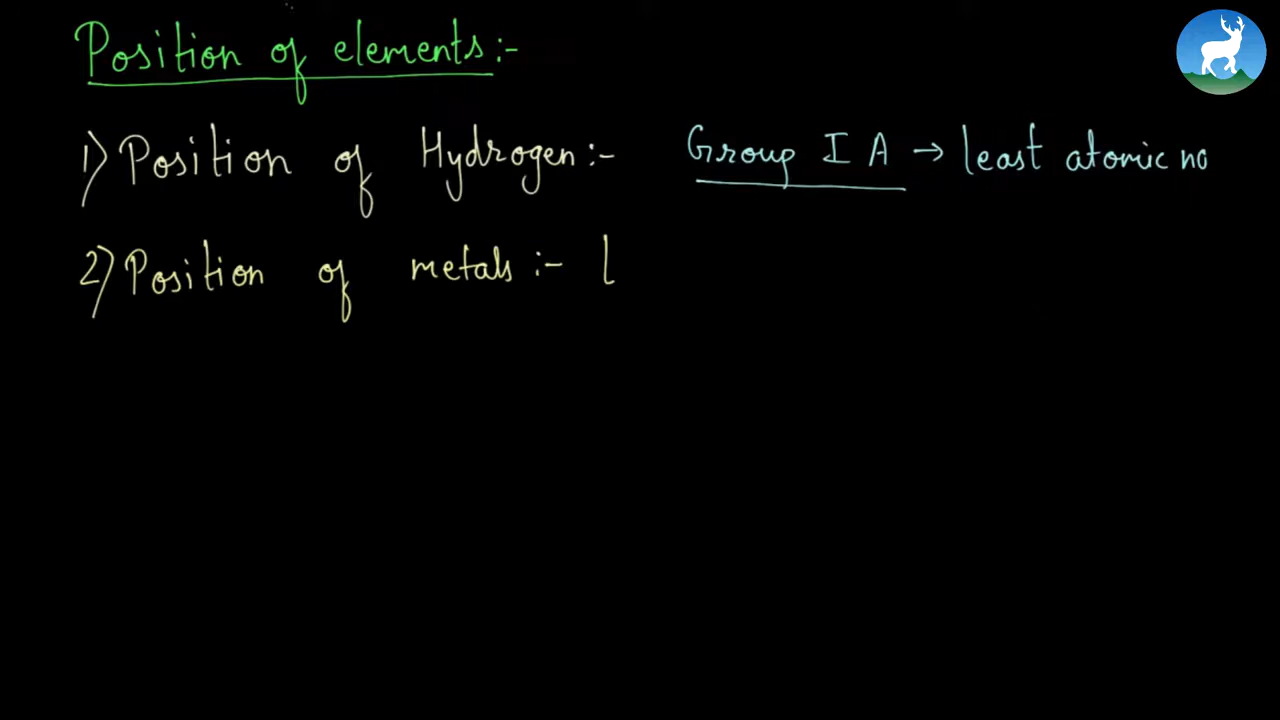 Position of elements :-
1) Position of Hydrogen :- Group I A → least atomic no
2) Position of metals :- l